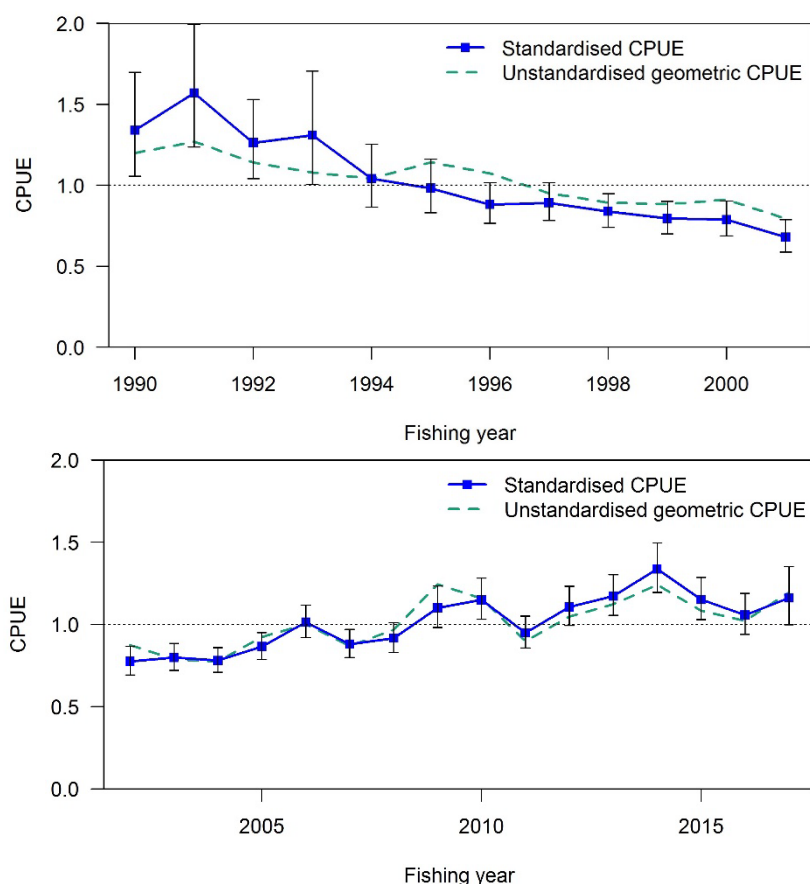 2.0
Standardised CPUE
Unstandardised geometric CPUE
1.5
CPUE
1.0
0.5
0.0
1990 1992 1994 1996 1998 2000
Fishing year
2.0
Standardised CPUE
Unstandardised geometric CPUE
1.5
CPUE
1.0
0.5
0.0
2005 2010 2015
Fishing year